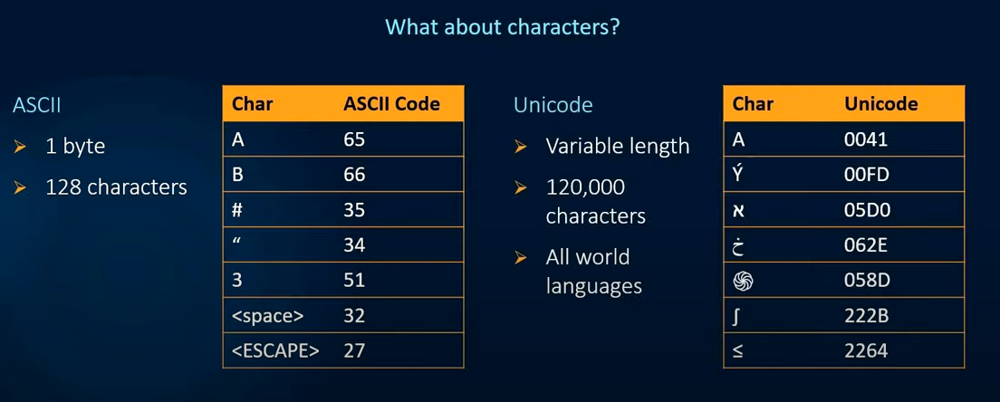 What about characters?
ASCII
➢ 1 byte
➢ 128 characters
Char ASCII Code
A 65
B 66
# 35
“ 34
3 51
<space> 32
<ESCAPE> 27
Unicode
➢ Variable length
➢ 120,000
characters
➢ All world
languages
Char Unicode
A 0041
Ý 00FD
א 05D0
خ 062E
֍ 058D
∫ 222B
≤ 2264